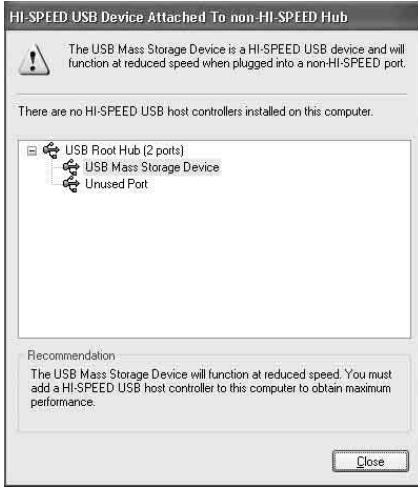 HI-SPEED USB Device Attached To non-HI-SPEED Hub
The USB Mass Storage Device is a HI-SPEED USB device and will
function at reduced speed when plugged into a non-HI-SPEED port.
There are no HI-SPEED USB host controllers installed on this computer.
USB Root Hub (2 ports)
USB Mass Storage Device
Unused Port
Recommendation
The USB Mass Storage Device will function at reduced speed. You must
add a HI-SPEED USB host controller to this computer to obtain maximum
performance.
Close